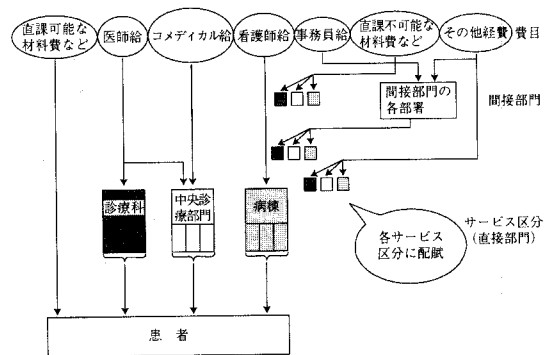 直課可能な
材料費など
医師給
コメディカル給
看護師給
事務員給
直課不可能な
材料費など
その他経費
費目
間接部門の
各部署
間接部門
診療科
中央診
療部門
病棟
各サービス
区分に配賦
サービス区分
(直接部門)
患者